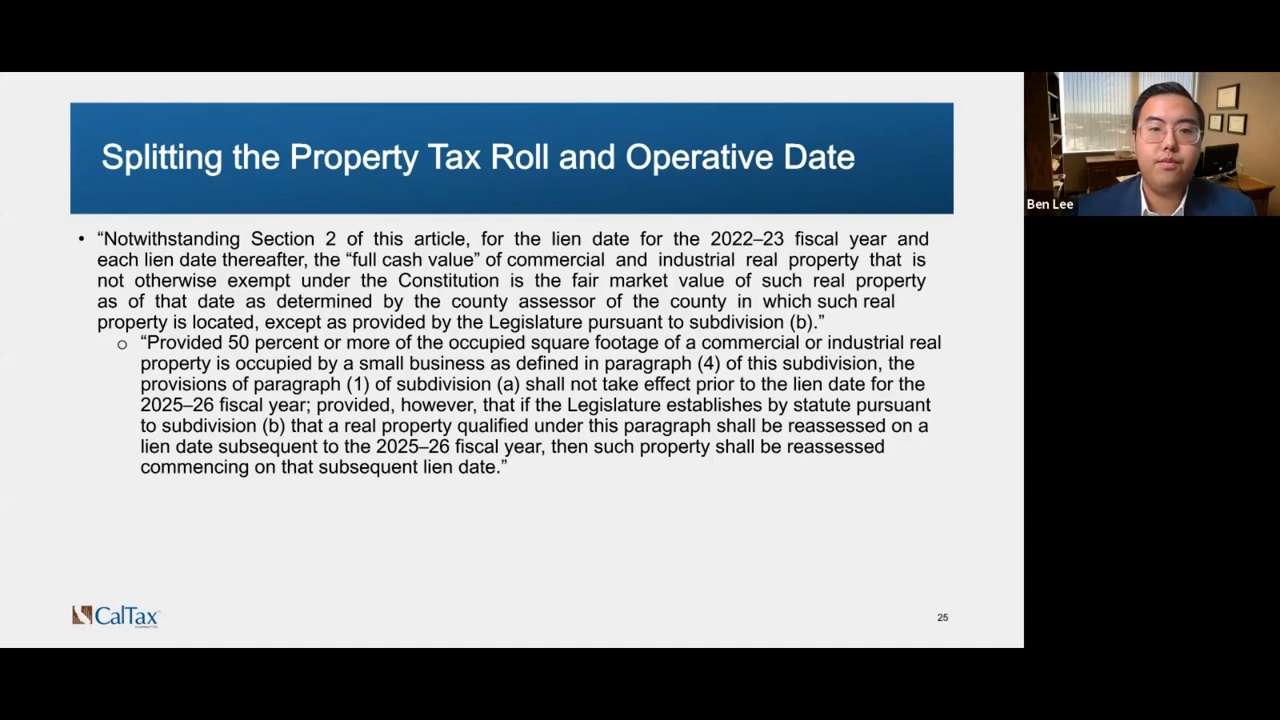 Splitting the Property Tax Roll and Operative Date
• “Notwithstanding Section 2 of this article, for the lien date for the 2022–23 fiscal year and
each lien date thereafter, the “full cash value” of commercial and industrial real property that is
not otherwise exempt under the Constitution is the fair market value of such real property
as of that date as determined by the county assessor of the county in which such real
property is located, except as provided by the Legislature pursuant to subdivision (b).”
o “Provided 50 percent or more of the occupied square footage of a commercial or industrial real
property is occupied by a small business as defined in paragraph (4) of this subdivision, the
provisions of paragraph (1) of subdivision (a) shall not take effect prior to the lien date for the
2025–26 fiscal year; provided, however, that if the Legislature establishes by statute pursuant
to subdivision (b) that a real property qualified under this paragraph shall be reassessed on a
lien date subsequent to the 2025–26 fiscal year, then such property shall be reassessed
commencing on that subsequent lien date.”
CalTax
25
Ben Lee